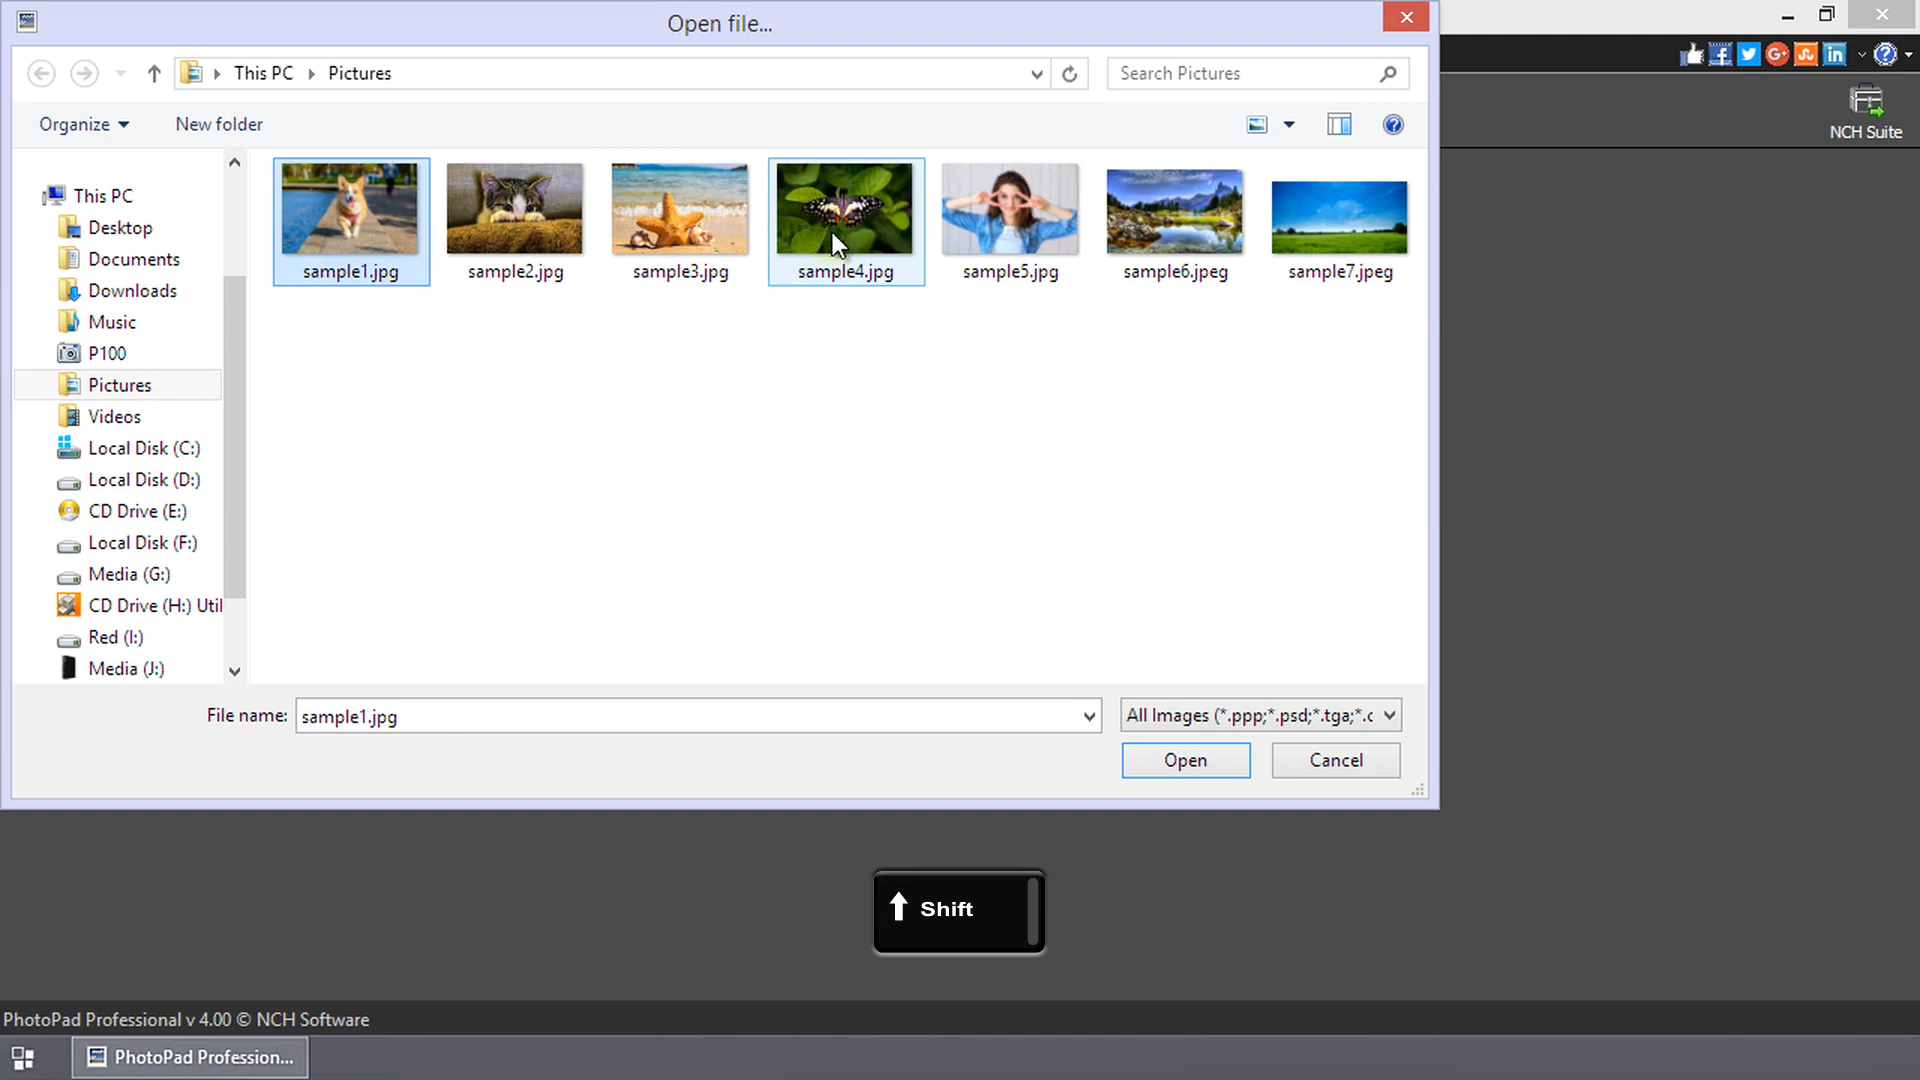 Open file...
This PC
Pictures
Search Pictures
Organize
New folder
NCH Suite
This PC
Desktop
Documents
Downloads
Music
P100
Pictures
Videos
Local Disk (C:)
Local Disk (D:)
CD Drive (E:)
Local Disk (F:)
Media (G:)
CD Drive (H:) Util
Red (I:)
Media (J:)
sample1.jpg
sample2.jpg
sample3.jpg
sample4.jpg
sample5.jpg
sample6.jpeg
sample7.jpeg
File name:
sample1.jpg
All Images (*.ppp;*.psd;*.tga;*.c
Open
Cancel
Shift
PhotoPad Professional v 4.00 © NCH Software
PhotoPad Profession...